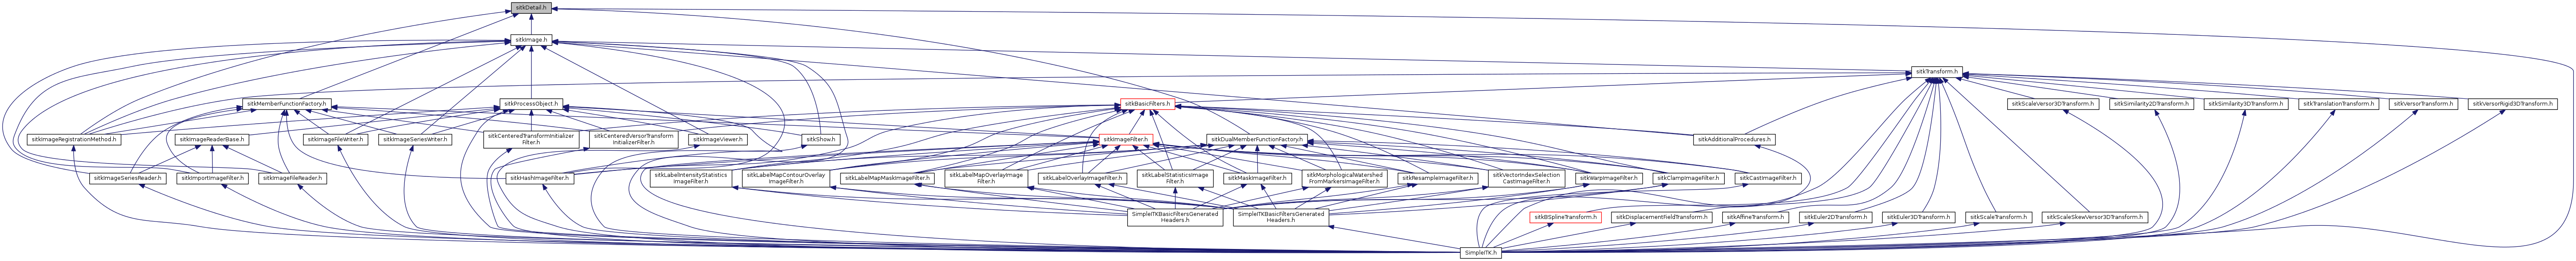 sitkDetail.h
sitkImage.h
sitkTransform.h
sitkMemberFunctionFactory.h
sitkProcessObject.h
sitkBasicFilters.h
sitkScaleVersor3DTransform.h
sitkSimilarity2DTransform.h
sitkSimilarity3DTransform.h
sitkTranslationTransform.h
sitkVersorTransform.h
sitkVersorRigid3DTransform.h
sitkImageRegistrationMethod.h
sitkImageReaderBase.h
sitkImageFileWriter.h
sitkImageSeriesWriter.h
sitkCenteredTransformInitializer
Filter.h
sitkCenteredVersorTransform
InitializerFilter.h
sitkImageViewer.h
sitkShow.h
sitkImageFilter.h
sitkDualMemberFunctionFactory.h
sitkAdditionalProcedures.h
sitkImageSeriesReader.h
sitkImportImageFilter.h
sitkImageFileReader.h
sitkHashImageFilter.h
sitkLabelIntensityStatistics
ImageFilter.h
sitkLabelMapContourOverlay
ImageFilter.h
sitkLabelMapMaskImageFilter.h
sitkLabelMapOverlayImage
Filter.h
sitkLabelOverlayImageFilter.h
sitkLabelStatisticsImage
Filter.h
sitkMaskImageFilter.h
sitkMorphologicalWatershed
FromMarkersImageFilter.h
sitkResampleImageFilter.h
sitkVectorIndexSelection
CastImageFilter.h
sitkWarpImageFilter.h
sitkClampImageFilter.h
sitkCastImageFilter.h
SimpleITKBasicFiltersGenerated
Headers.h
SimpleITKBasicFiltersGenerated
Headers.h
sitkBSplineTransform.h
sitkDisplacementFieldTransform.h
sitkAffineTransform.h
sitkEuler2DTransform.h
sitkEuler3DTransform.h
sitkScaleTransform.h
sitkScaleSkewVersor3DTransform.h
SimpleITK.h